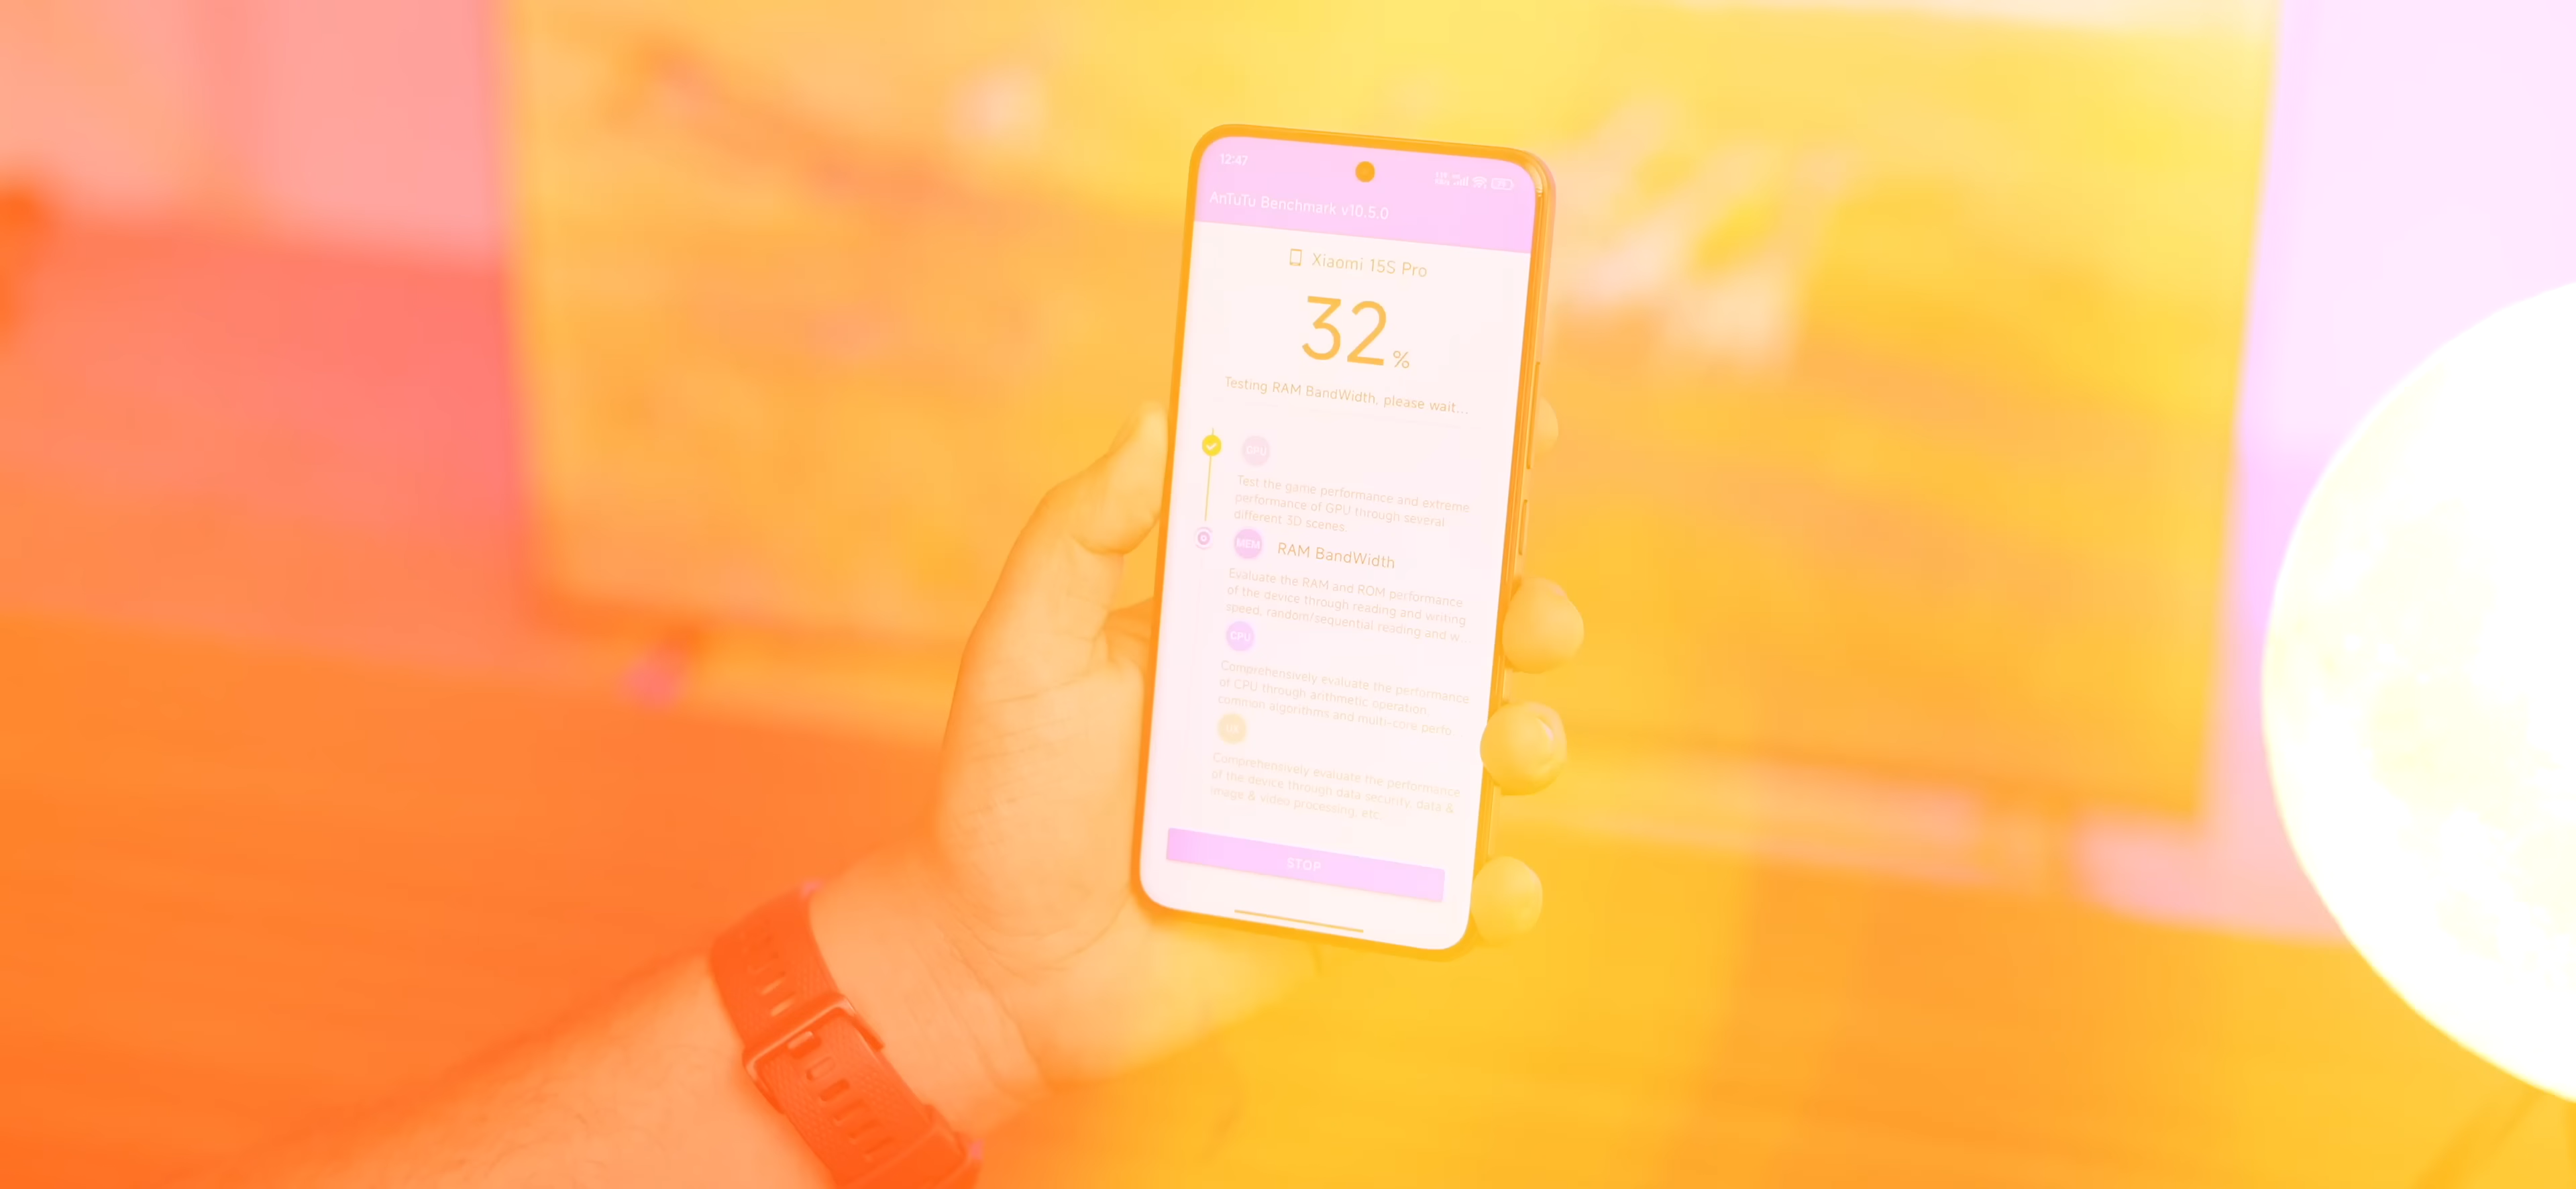 12:47
AnTuTu Benchmark v10.5.0
Xiaomi 15S Pro
32%
Testing RAM BandWidth, please wait...
GPU
Test the game performance and extreme
performance of GPU through several
different 3D scenes.
MEM RAM BandWidth
Evaluate the RAM and ROM performance
of the device through reading and writing
speed, random/sequential reading and w...
CPU
Comprehensively evaluate the performance
of CPU through arithmetic operation,
common algorithms and multi-core perfo
UX
Comprehensively evaluate the performance
of the device through data security, data &
image & video processing, etc.
STOP